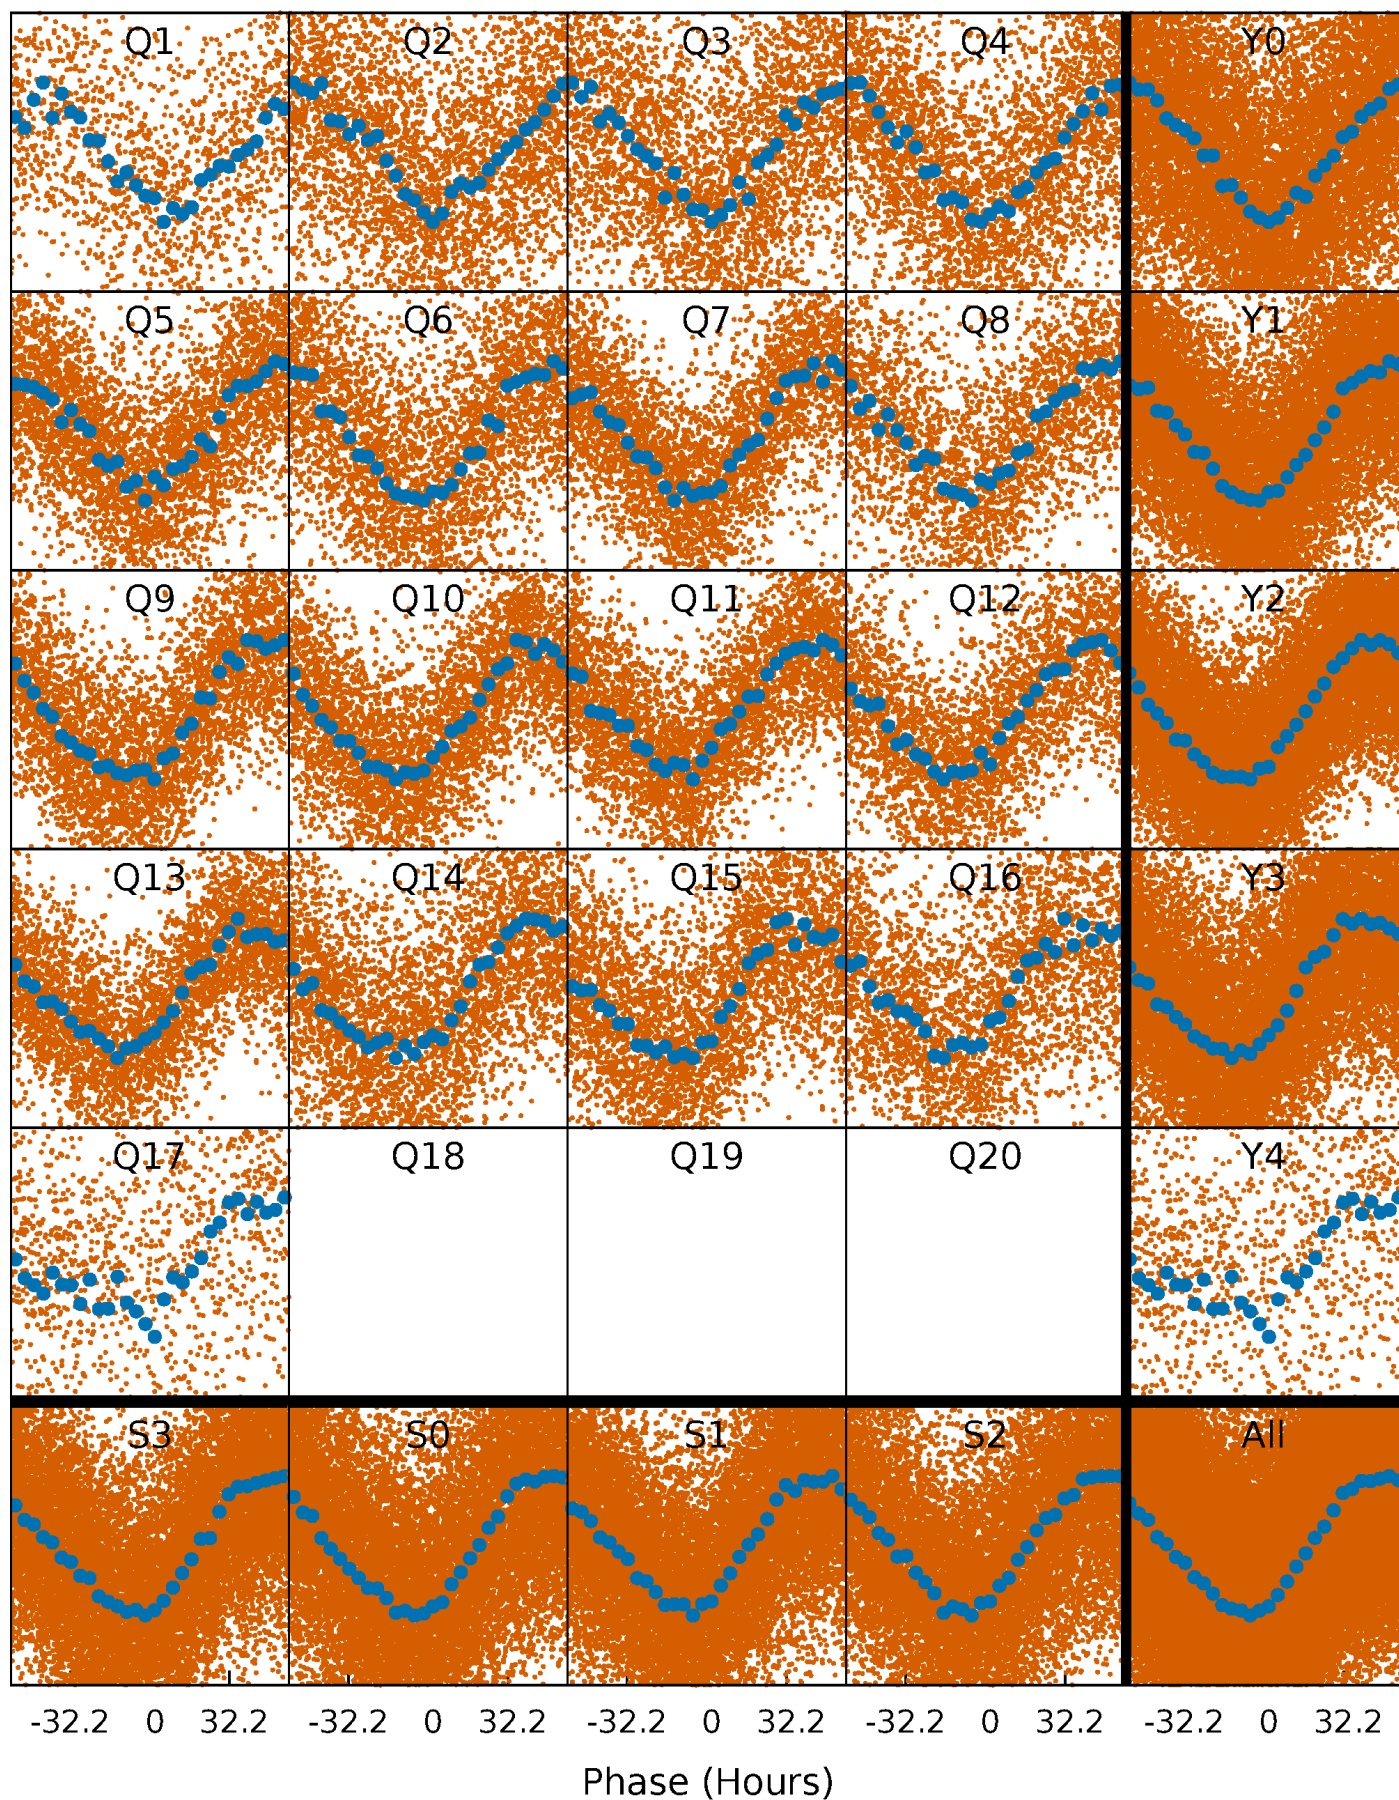 Q1 Q2 Q3 Q4 Y0
Q5 Q6 Q7 Q8 Y1
Q9 Q10 Q11 Q12 Y2
Q13 Q14 Q15 Q16 Y3
Q17 Q18 Q19 Q20 Y4
S3 S0 S1 S2 All
-32.2 0 32.2 -32.2 0 32.2 -32.2 0 32.2 -32.2 0 32.2 -32.2 0 32.2
Phase (Hours)